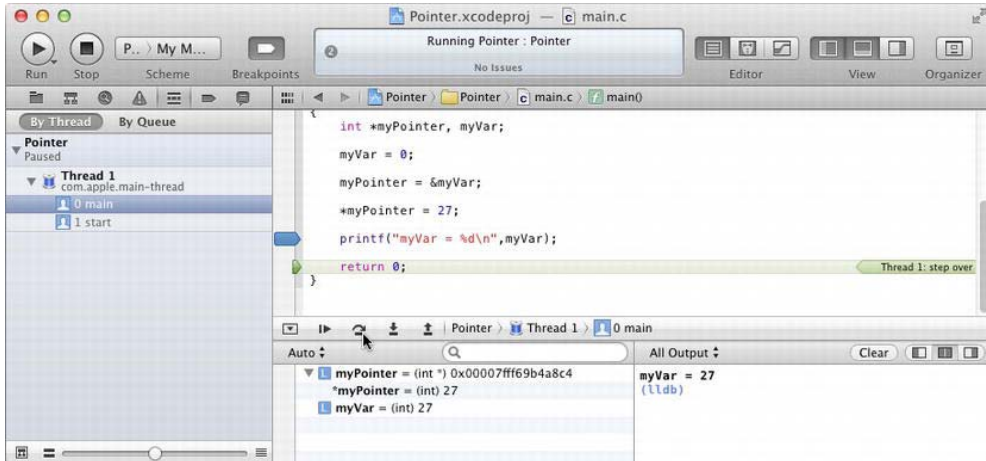 Pointer.xcodeproj — c main.c
P.. › My M...
Running Pointer : Pointer
2
No Issues
Run Stop Scheme Breakpoints Editor View Organizer
Pointer › Pointer › c main.c › f main()
By Thread By Queue
Pointer
Paused
Thread 1
com.apple.main-thread
0 main
1 start
{
int *myPointer, myVar;
myVar = 0;
myPointer = &myVar;
*myPointer = 27;
printf("myVar = %d\n",myVar);
return 0; Thread 1: step over
}
Pointer › Thread 1 › 0 main
Auto All Output Clear
L myPointer = (int *) 0x00007fff69b4a8c4
*myPointer = (int) 27
L myVar = (int) 27
myVar = 27
(lldb)